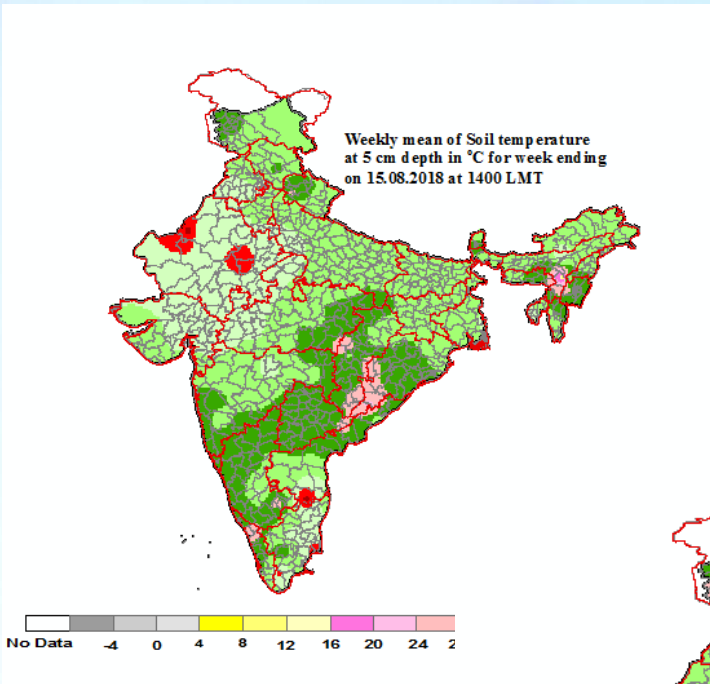 Weekly mean of Soil temperature
at 5 cm depth in °C for week ending
on 15.08.2018 at 1400 LMT
No Data -4 0 4 8 12 16 20 24 2